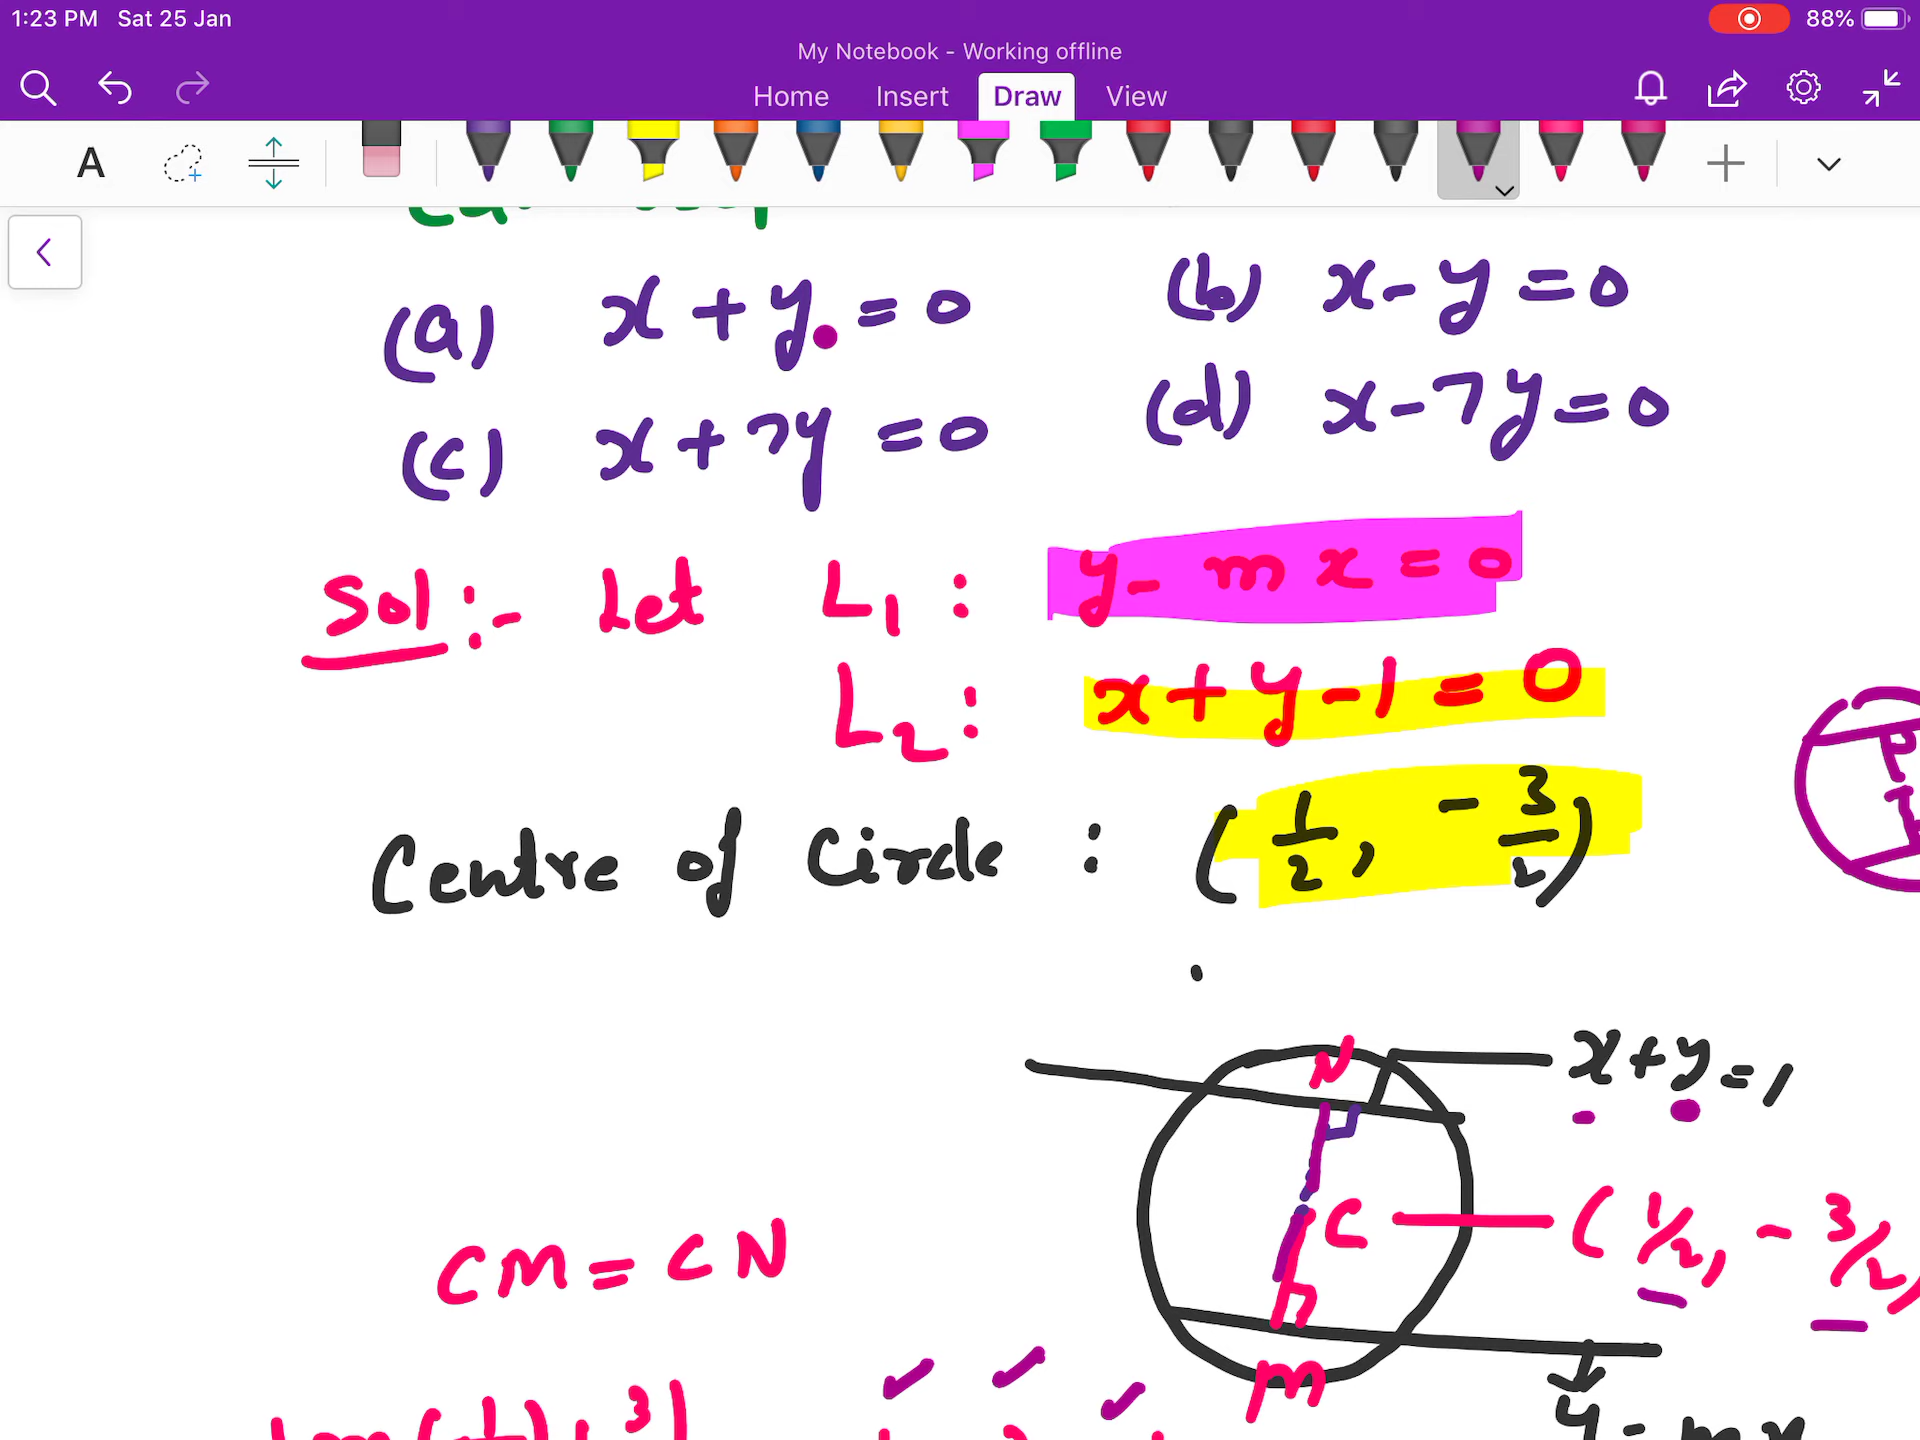 1:23 PM Sat 25 Jan
88%
My Notebook - Working offline
Home Insert Draw View
A
(a) x + y = 0 (b) x - y = 0
(c) x + 7y = 0 (d) x - 7y = 0
Sol :- Let L1 : y - mx = 0
L2 : x + y - 1 = 0
Centre of Circle : (1/2, -3/2)
N
x + y = 1
C (1/2, -3/2)
CM = CN
M
y = mx